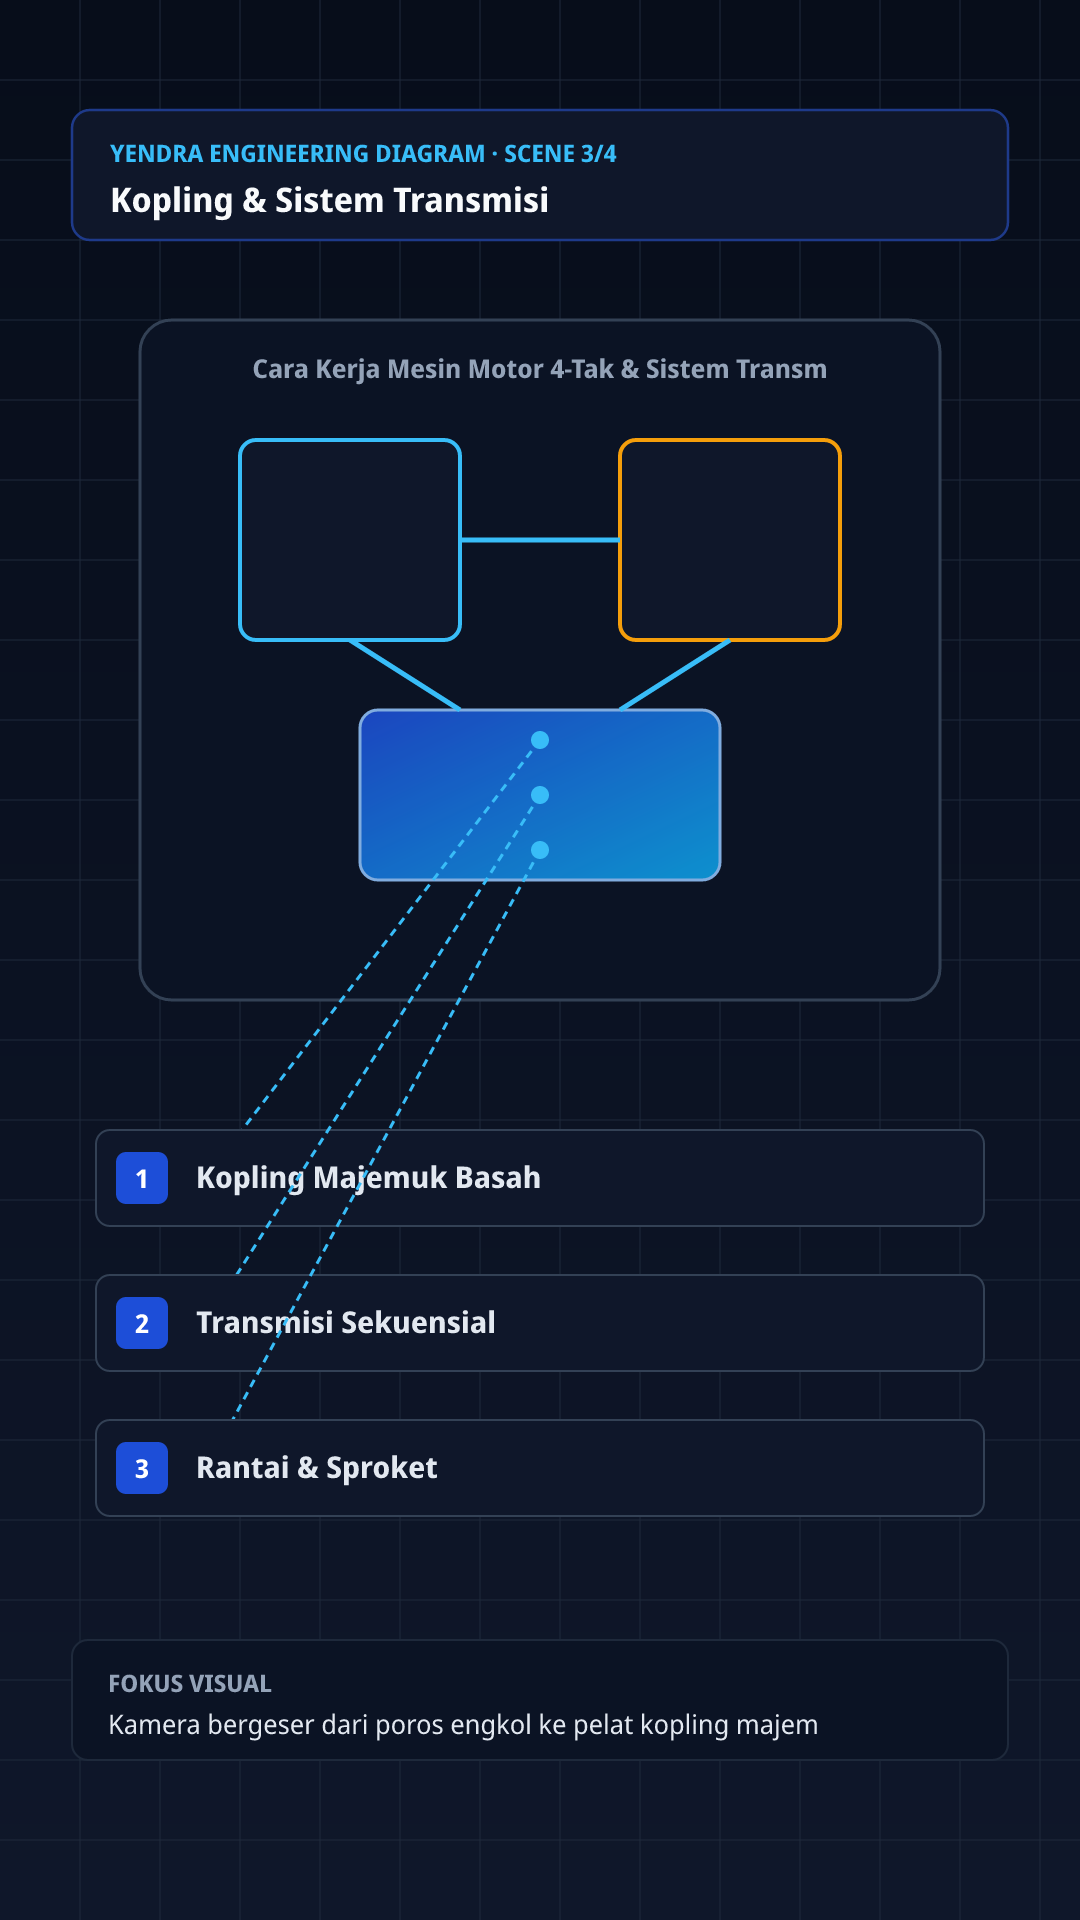 YENDRA ENGINEERING DIAGRAM · SCENE 3/4
Kopling & Sistem Transmisi
Cara Kerja Mesin Motor 4-Tak & Sistem Transm
1 Kopling Majemuk Basah
2 Transmisi Sekuensial
3 Rantai & Sproket
FOKUS VISUAL
Kamera bergeser dari poros engkol ke pelat kopling majem